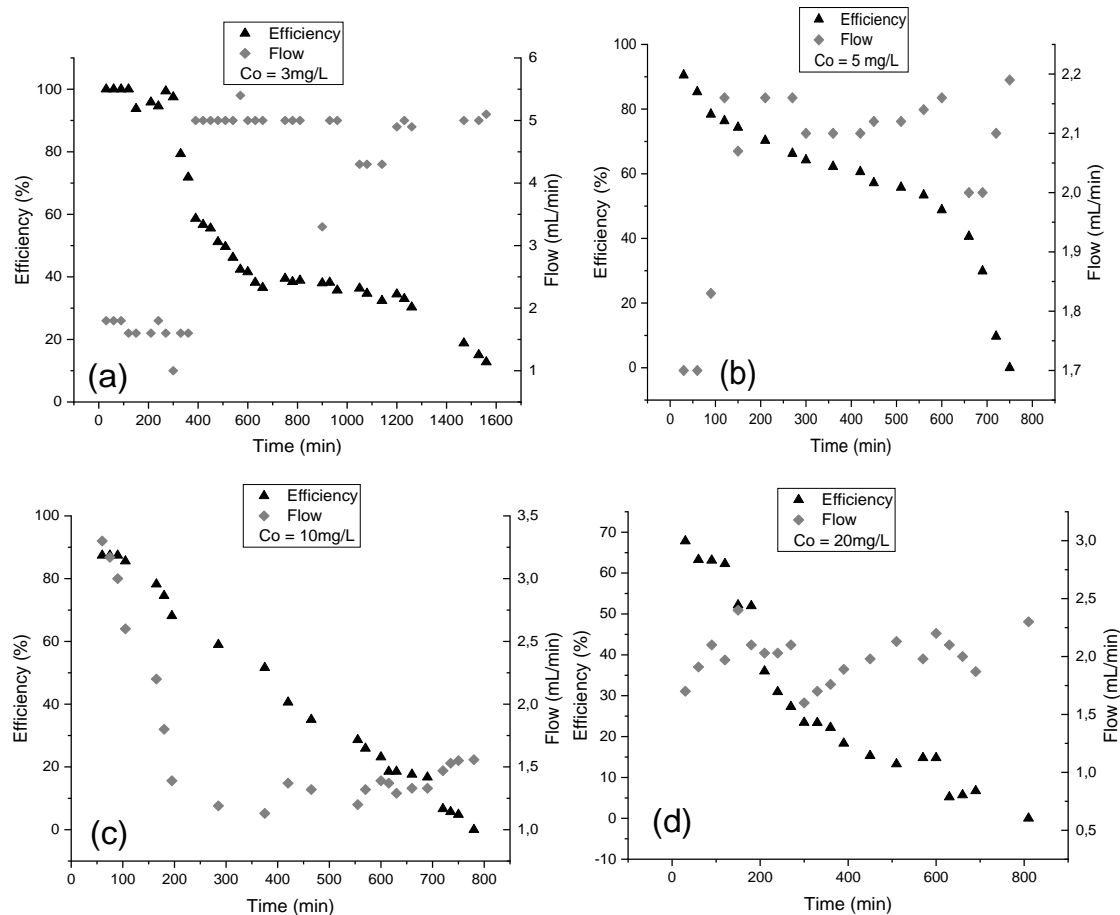 (a)
Efficiency
Flow
Co = 3mg/L
Efficiency (%)
100
80
60
40
20
0
6
5
4
3
2
1
Flow (mL/min)
0 200 400 600 800 1000 1200 1400 1600
Time (min)
(b)
Efficiency
Flow
Co = 5 mg/L
Efficiency (%)
100
80
60
40
20
0
2,2
2,1
2,0
1,9
1,8
1,7
Flow (mL/min)
0 100 200 300 400 500 600 700 800
Time (min)
(c)
Efficiency
Flow
Co = 10mg/L
Efficiency (%)
100
80
60
40
20
0
3,5
3,0
2,5
2,0
1,5
1,0
Flow (mL/min)
0 100 200 300 400 500 600 700 800
Time (min)
(d)
Efficiency
Flow
Co = 20mg/L
Efficiency (%)
70
60
50
40
30
20
10
0
-10
3,0
2,5
2,0
1,5
1,0
0,5
Flow (mL/min)
0 200 400 600 800
Time (min)